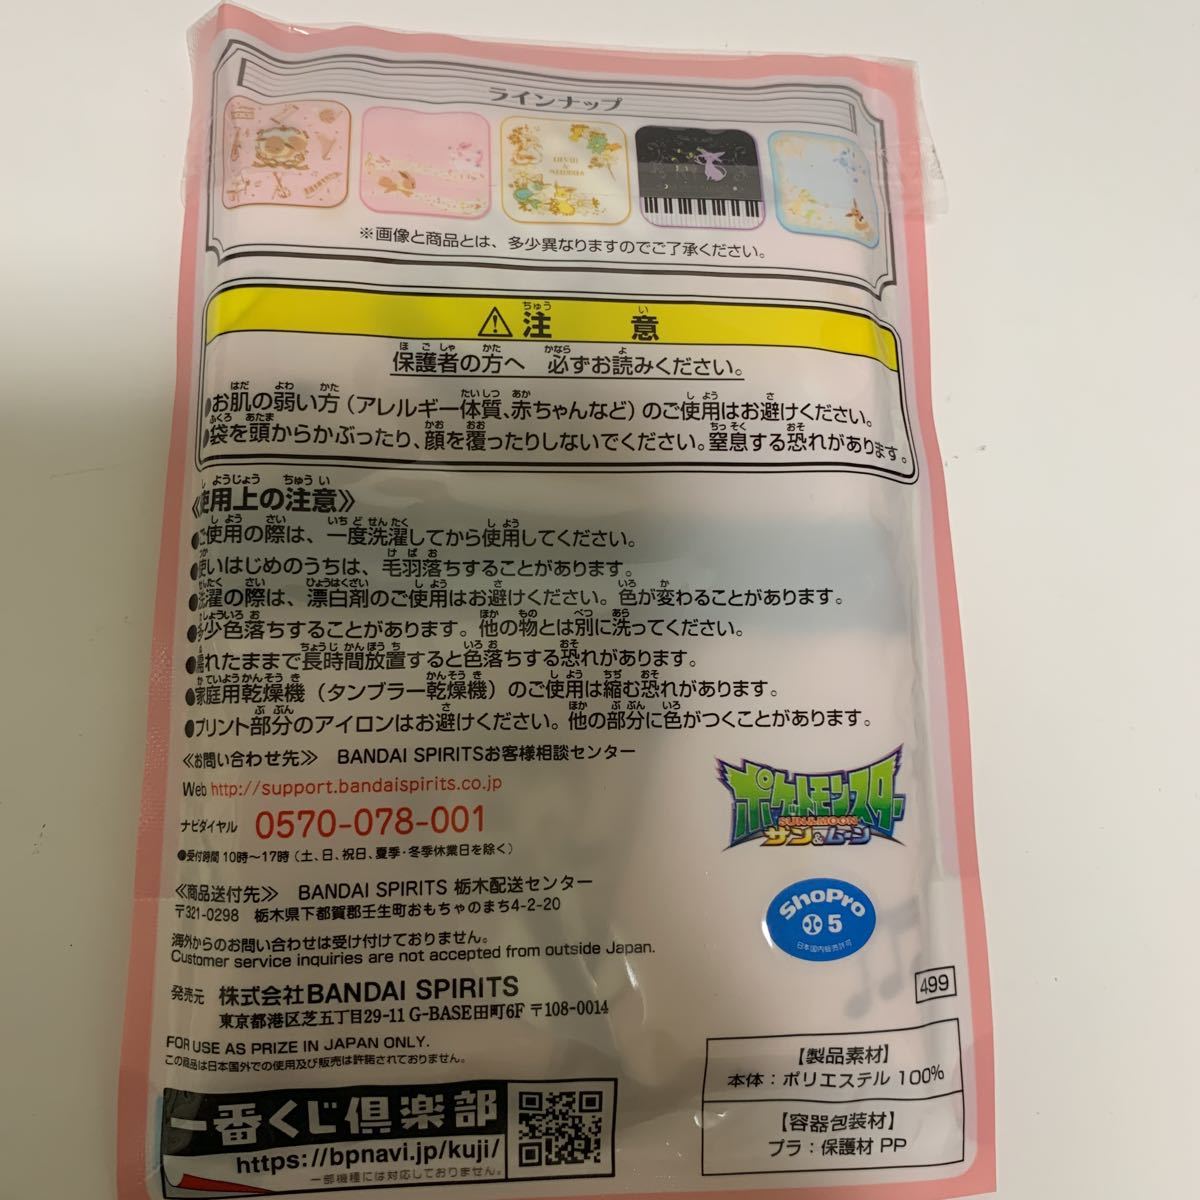 ラインナップ
※画像と商品とは、多少異なりますのでご了承ください。
注意
保護者の方へ 必ずお読みください。
●お肌の弱い方（アレルギー体質、赤ちゃんなど）のご使用はお避けください。
●袋を頭からかぶったり、顔を覆ったりしないでください。窒息する恐れがあります。
《使用上の注意》
●ご使用の際は、一度洗濯してから使用してください。
●使いはじめのうちは、毛羽落ちすることがあります。
●洗濯の際は、漂白剤のご使用はお避けください。色が変わることがあります。
●多少色落ちすることがあります。他の物とは別に洗ってください。
●濡れたままで長時間放置すると色落ちする恐れがあります。
●家庭用乾燥機（タンブラー乾燥機）のご使用は縮む恐れがあります。
●プリント部分のアイロンはお避けください。他の部分に色がつくことがあります。
≪お問い合わせ先≫ BANDAI SPIRITSお客様相談センター
Web http://support.bandaispirits.co.jp
ナビダイヤル 0570-078-001
●受付時間 10時～17時（土、日、祝日、夏季・冬季休業日を除く）
≪商品送付先≫ BANDAI SPIRITS 栃木配送センター
〒321-0298 栃木県下都賀郡壬生町おもちゃのまち4-2-20
海外からのお問い合わせは受け付けておりません。
Customer service inquiries are not accepted from outside Japan.
発売元 株式会社BANDAI SPIRITS
東京都港区芝五丁目29-11 G-BASE田町6F 〒108-0014
FOR USE AS PRIZE IN JAPAN ONLY.
この商品は日本国外での使用及び販売は許諾されておりません。
一番くじ倶楽部
https://bpnavi.jp/kuji/
一部機種には対応しておりません。
ポケットモンスター
SUN&MOON
サン&ムーン
ShoPro
5
日本国内販売許可
499
【製品素材】
本体：ポリエステル 100%
【容器包装材】
プラ：保護材 PP